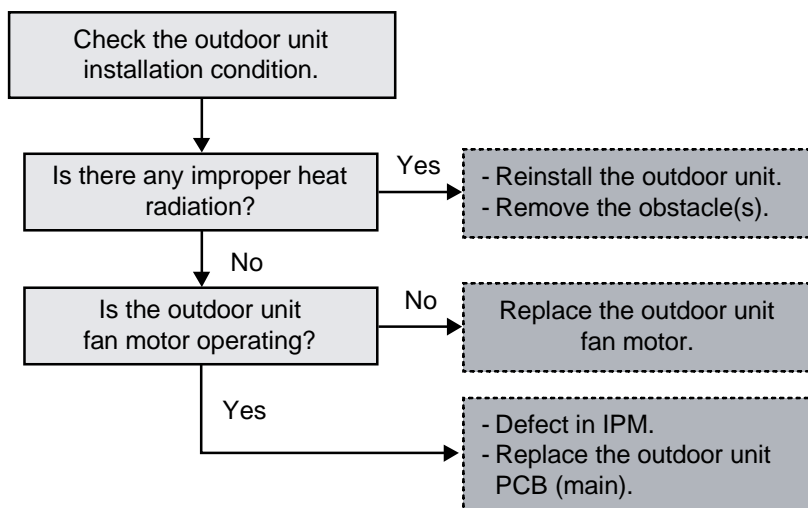 Check the outdoor unit
installation condition.
Is there any improper heat
radiation?
Yes
- Reinstall the outdoor unit.
- Remove the obstacle(s).
No
Is the outdoor unit
fan motor operating?
No
Replace the outdoor unit
fan motor.
Yes
- Defect in IPM.
- Replace the outdoor unit
PCB (main).